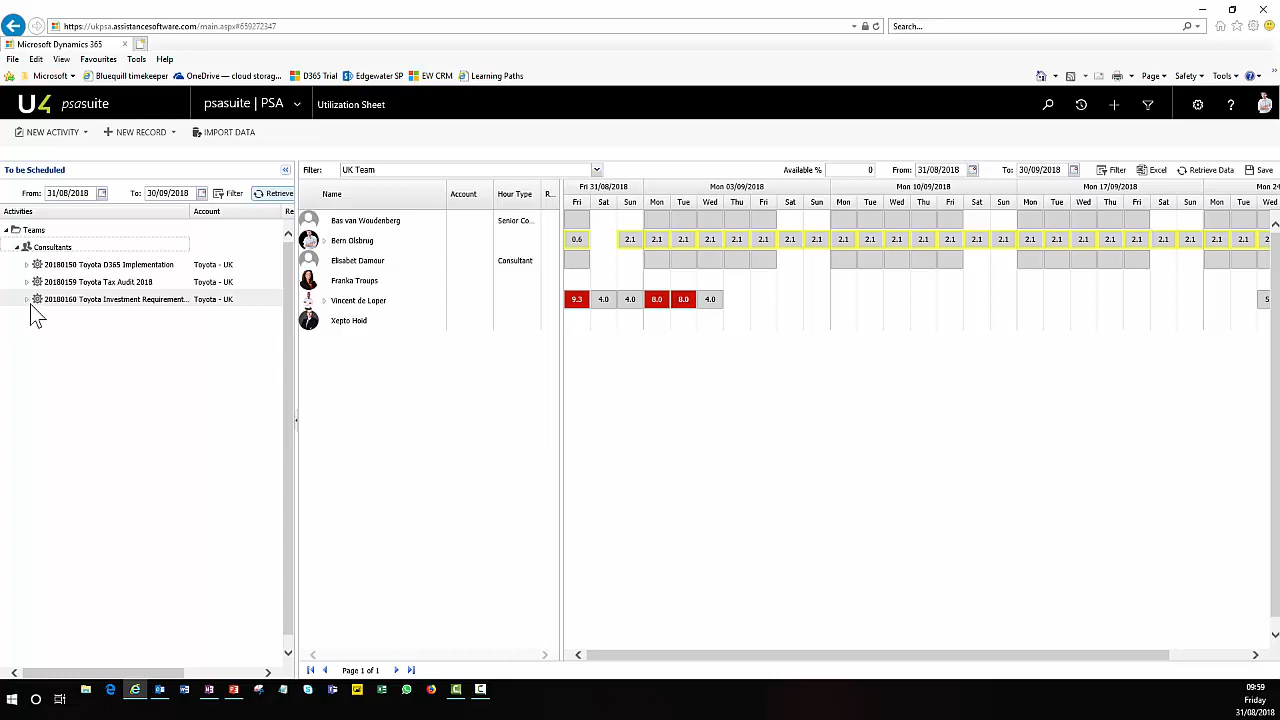 https://ukpsa.assistancesoftware.com/main.aspx#659272347
Search...
Microsoft Dynamics 365
File Edit View Favourites Tools Help
Microsoft Bluequill timekeeper OneDrive — cloud storag... D365 Trial Edgewater SP EW CRM Learning Paths
Page Safety Tools
U4 psasuite psasuite | PSA Utilization Sheet
NEW ACTIVITY NEW RECORD IMPORT DATA
To be Scheduled
Filter: UK Team Available % 0 From: 31/08/2018 To: 30/09/2018 Filter Excel Retrieve Data Save
From: 31/08/2018 To: 30/09/2018 Filter Retrieve
Activities Account Re
Name Account Hour Type R...
Fri 31/08/2018 Mon 03/09/2018 Mon 10/09/2018 Mon 17/09/2018 Mon 24
Fri Sat Sun Mon Tue Wed Thu Fri Sat Sun Mon Tue Wed Thu Fri Sat Sun Mon Tue Wed Thu Fri Sat Sun Mon Tue Wed
Teams
Consultants
20180150 Toyota D365 Implementation Toyota - UK
20180159 Toyota Tax Audit 2018 Toyota - UK
20180160 Toyota Investment Requirement... Toyota - UK
Bas van Woudenberg Senior Co...
Bern Olsbrug 0.6 2.1 2.1 2.1 2.1 2.1 2.1 2.1 2.1 2.1 2.1 2.1 2.1 2.1 2.1 2.1 2.1 2.1 2.1 2.1 2.1 2.1 2.1 2.1 2.1 2
Elisabet Damour Consultant
Franka Troups
Vincent de Loper 9.3 4.0 4.0 8.0 8.0 4.0 5
Xepto Hoid
Page 1 of 1
09:59
Friday
31/08/2018